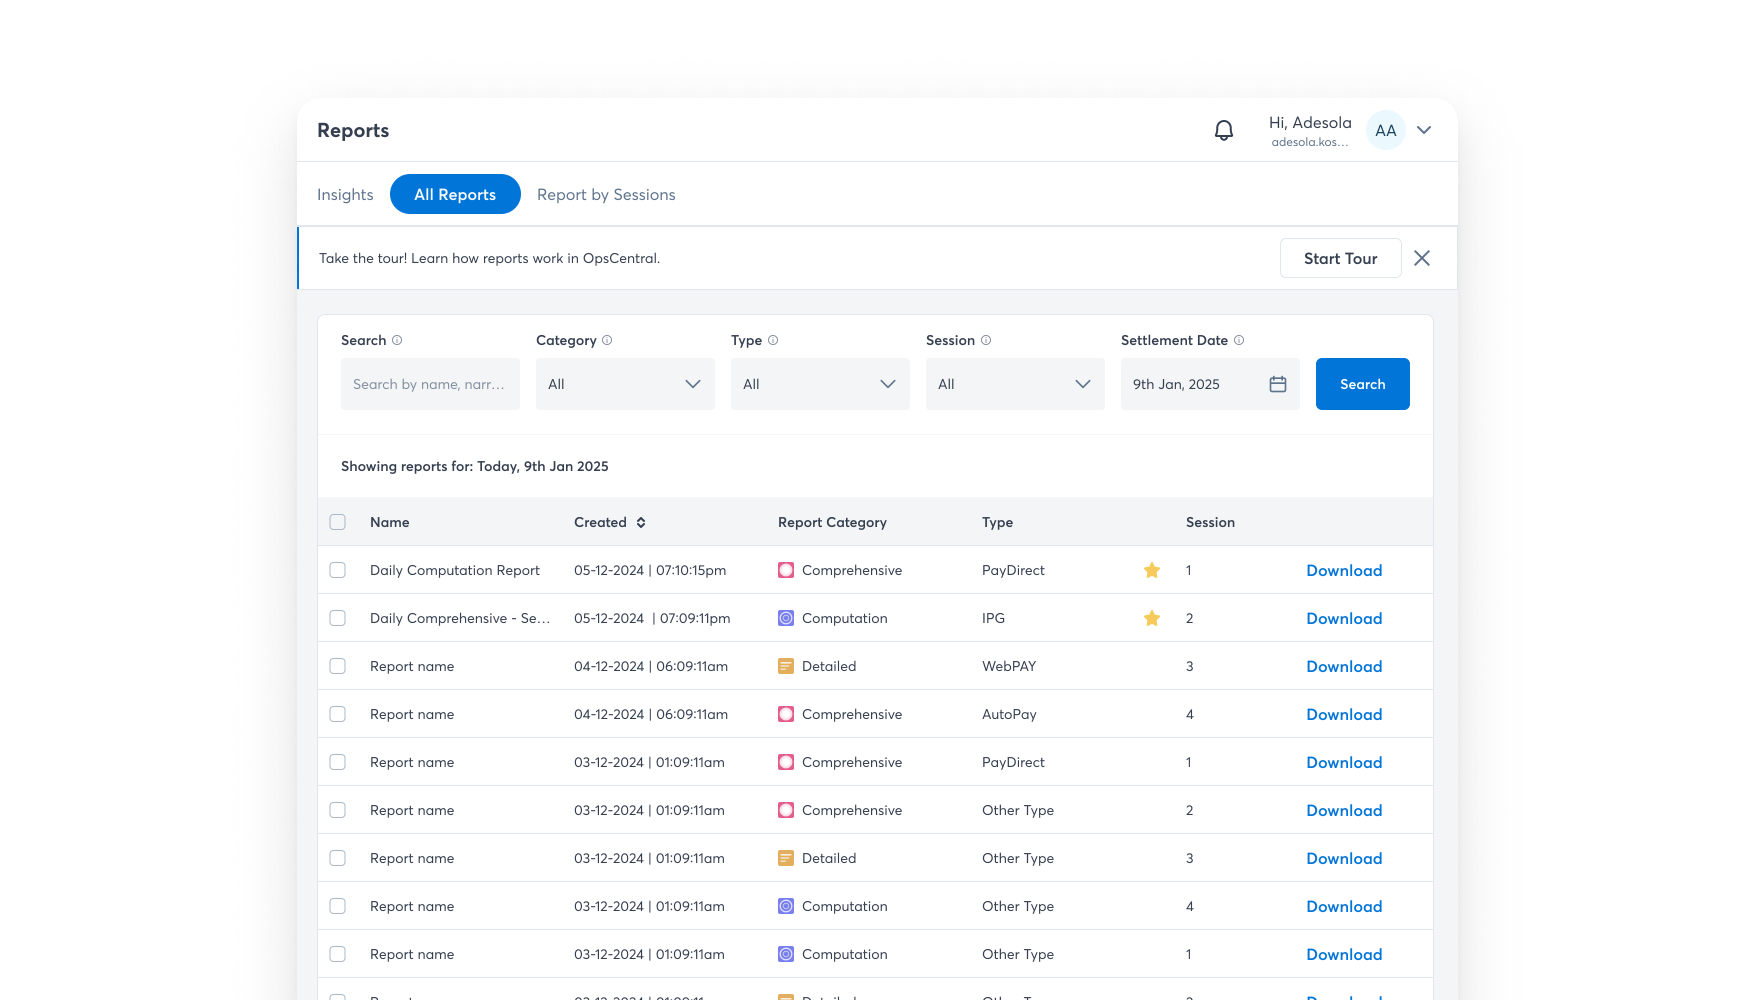 Reports
Hi, Adesola
adesola.kos...
AA
Insights All Reports Report by Sessions
Take the tour! Learn how reports work in OpsCentral. Start Tour
Search Category Type Session Settlement Date
Search by name, narr... All All All 9th Jan, 2025 Search
Showing reports for: Today, 9th Jan 2025
Name Created Report Category Type Session
Daily Computation Report 05-12-2024 | 07:10:15pm Comprehensive PayDirect 1 Download
Daily Comprehensive - Se... 05-12-2024 | 07:09:11pm Computation IPG 2 Download
Report name 04-12-2024 | 06:09:11am Detailed WebPAY 3 Download
Report name 04-12-2024 | 06:09:11am Comprehensive AutoPay 4 Download
Report name 03-12-2024 | 01:09:11am Comprehensive PayDirect 1 Download
Report name 03-12-2024 | 01:09:11am Comprehensive Other Type 2 Download
Report name 03-12-2024 | 01:09:11am Detailed Other Type 3 Download
Report name 03-12-2024 | 01:09:11am Computation Other Type 4 Download
Report name 03-12-2024 | 01:09:11am Computation Other Type 1 Download